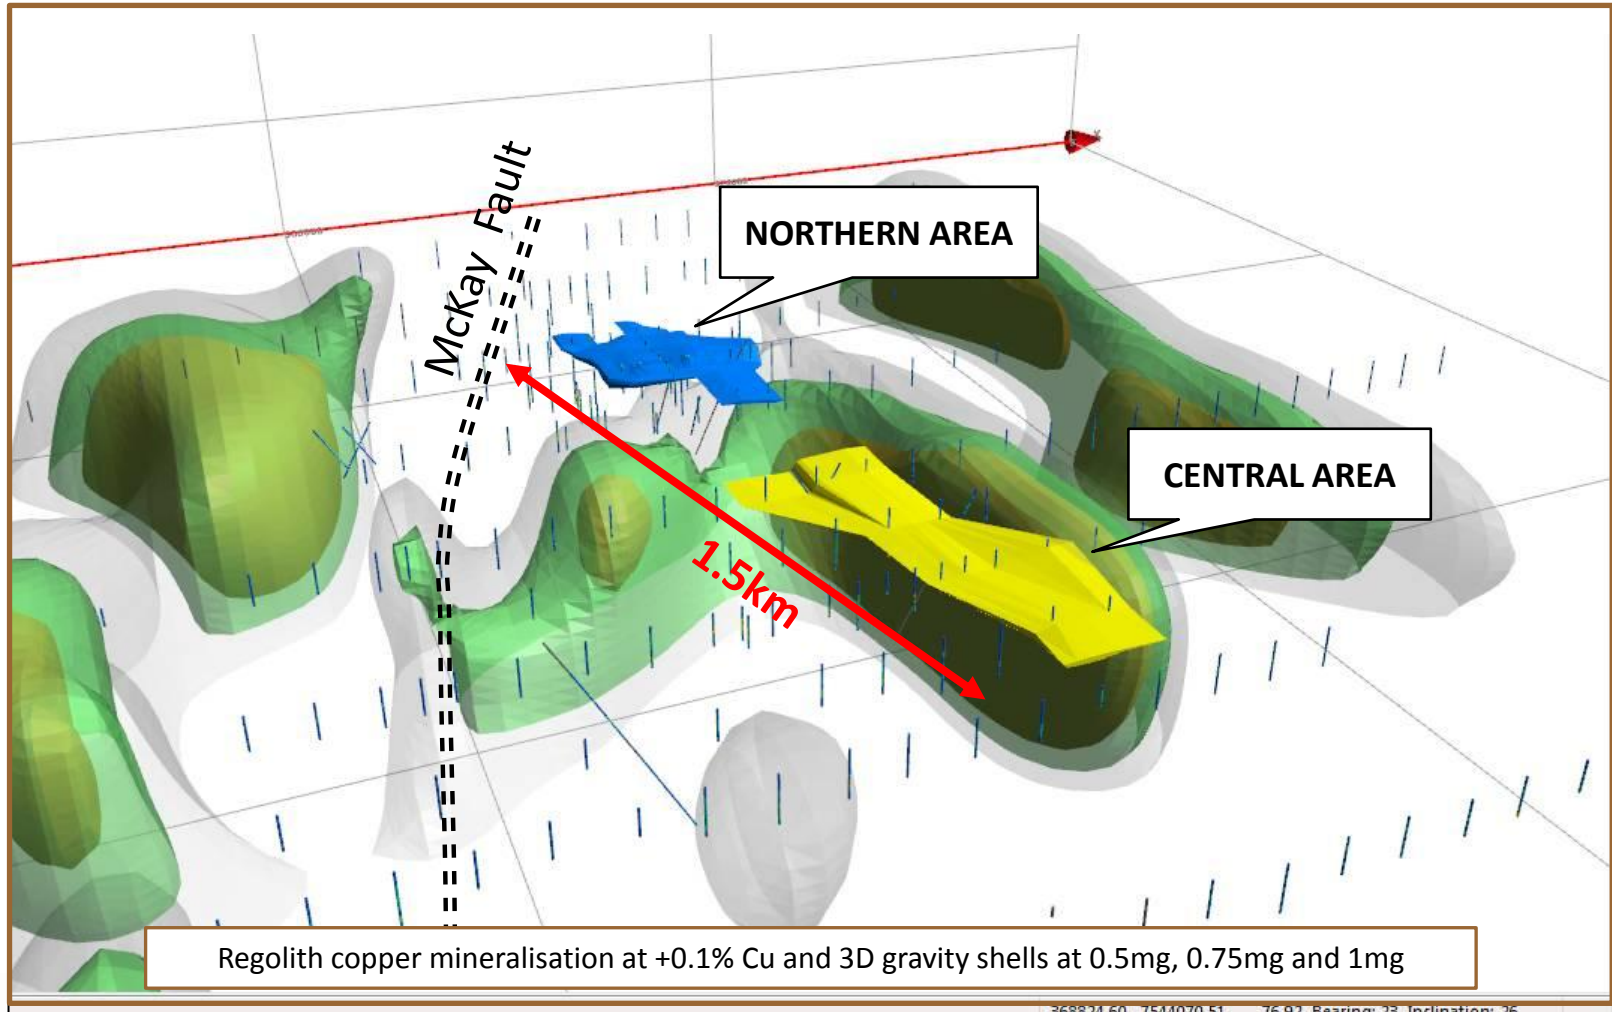 McKay Fault
NORTHERN AREA
CENTRAL AREA
1.5km
Regolith copper mineralisation at +0.1% Cu and 3D gravity shells at 0.5mg, 0.75mg and 1mg